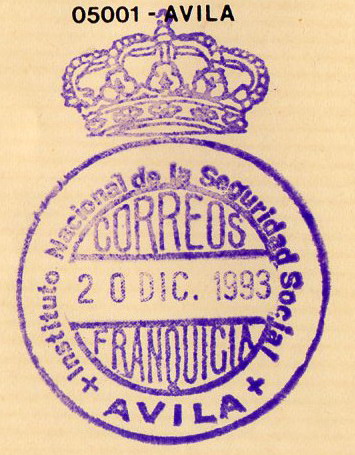 05001 - AVILA
Instituto Nacional de la Seguridad Social
CORREOS
20 DIC. 1993
FRANQUICIA
+ AVILA +